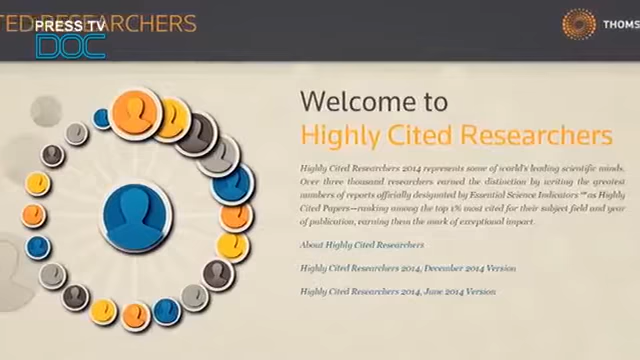 TED RESEARCHERS
PRESS TV
DOC
THOMS
Welcome to
Highly Cited Researchers
Highly Cited Researchers 2014 represents some of world's leading scientific minds.
Over three thousand researchers earned the distinction by writing the greatest
numbers of reports officially designated by Essential Science Indicators℠ as Highly
Cited Papers—ranking among the top 1% most cited for their subject field and year
of publication, earning them the mark of exceptional impact.
About Highly Cited Researchers
Highly Cited Researchers 2014, December 2014 Version
Highly Cited Researchers 2014, June 2014 Version